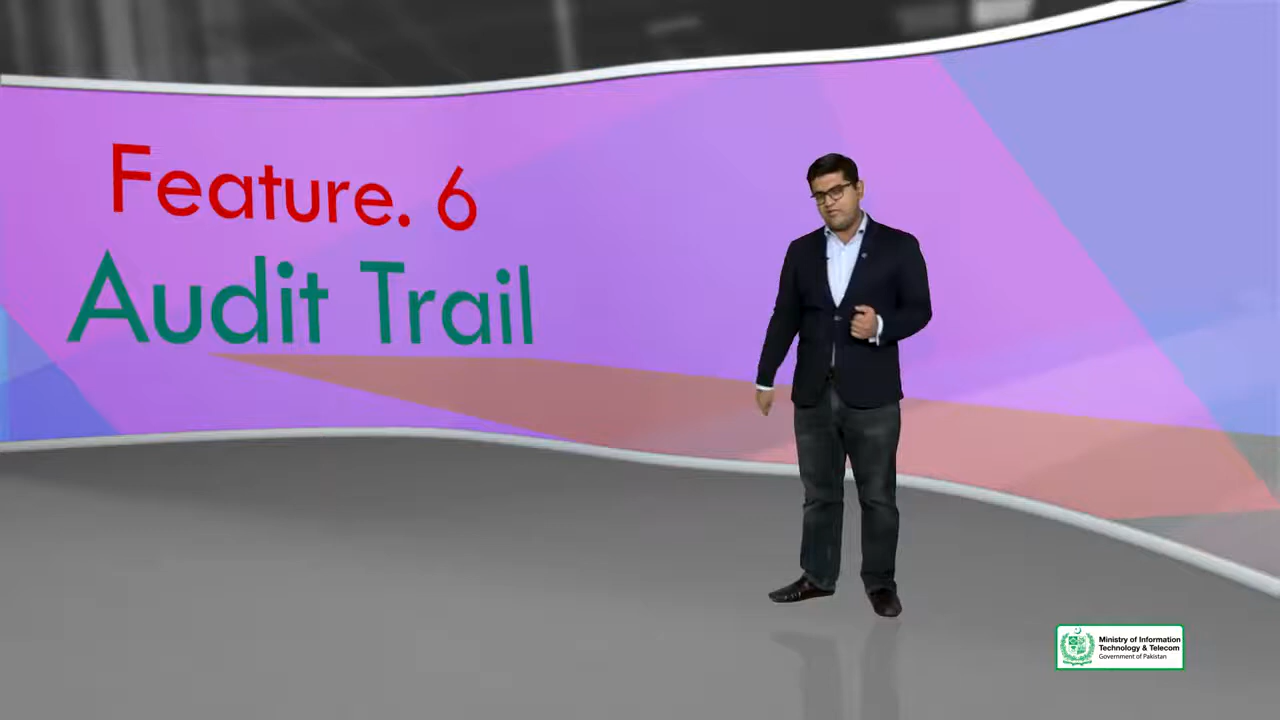 Feature. 6
Audit Trail
Ministry of Information
Technology & Telecom
Government of Pakistan